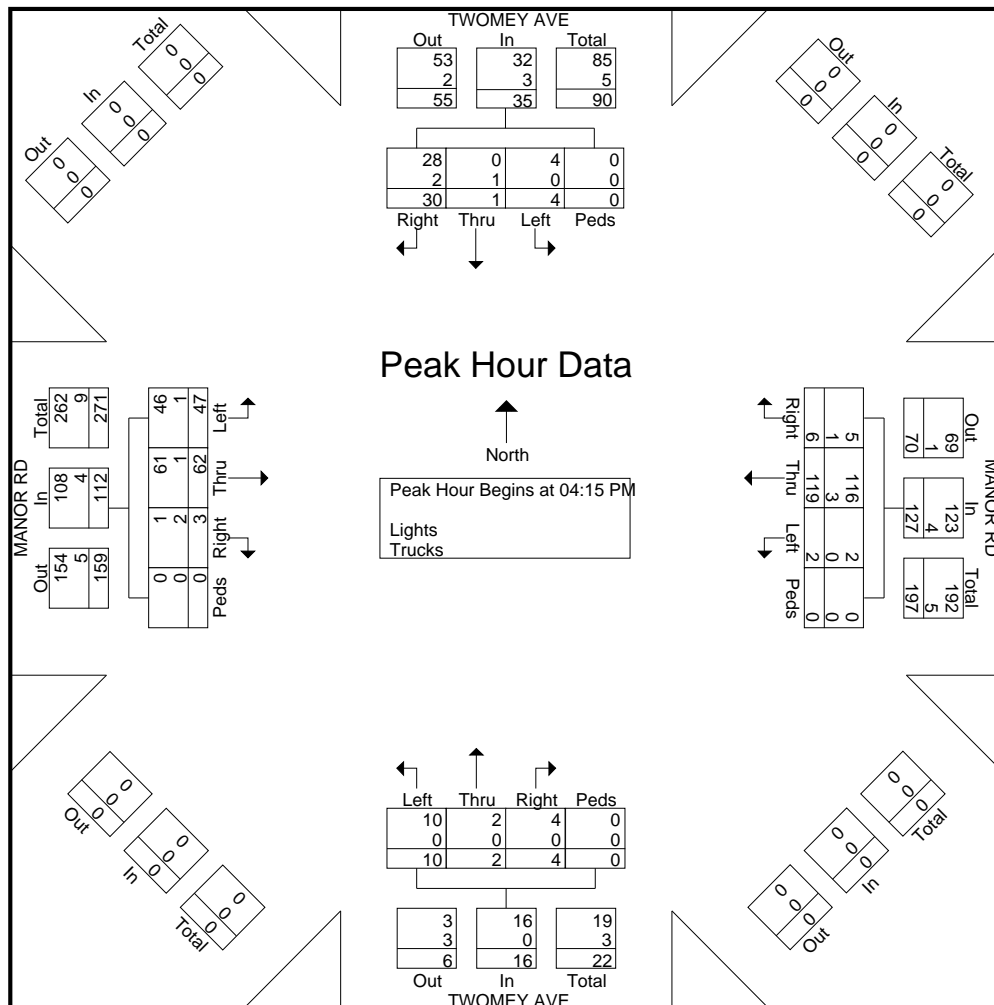 TWOMEY AVE
Out In Total
53 32 85
2 3 5
55 35 90
28 0 4 0
2 1 0 0
30 1 4 0
Right Thru Left Peds
Out In Total
0 0 0
0 0 0
0 0 0
Out In Total
0 0 0
0 0 0
0 0 0
Peak Hour Data
North
Peak Hour Begins at 04:15 PM
Lights
Trucks
MANOR RD
Out In Total
154 108 262
5 4 9
159 112 271
Left Thru Right Peds
46 61 1 0
1 1 2 0
47 62 3 0
MANOR RD
Out In Total
69 123 192
1 4 5
70 127 197
Right Thru Left Peds
5 116 2 0
1 3 0 0
6 119 2 0
Left Thru Right Peds
10 2 4 0
0 0 0 0
10 2 4 0
3 16 19
3 0 3
6 16 22
Out In Total
TWOMEY AVE
0 0 0
0 0 0
0 0 0
Out In Total
0 0 0
0 0 0
0 0 0
Out In Total